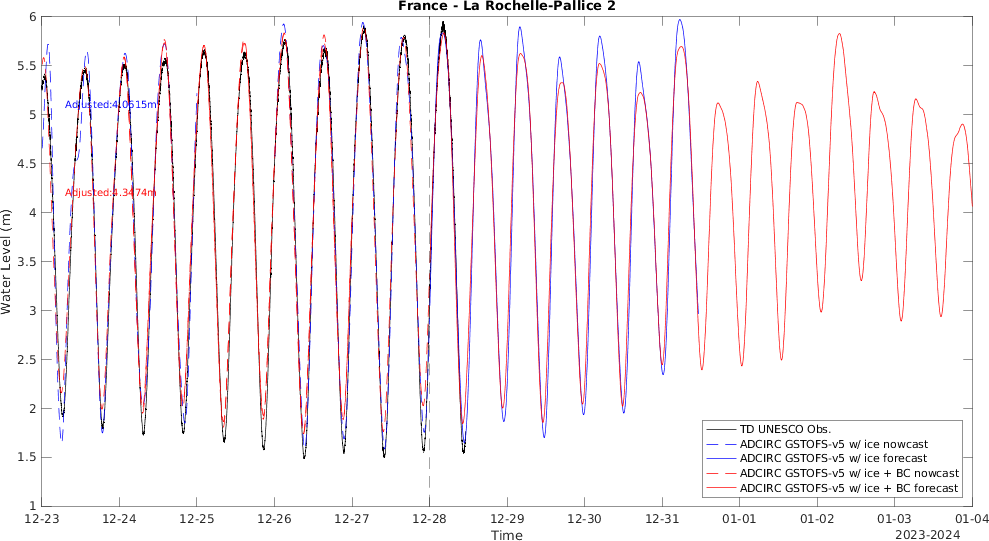 France - La Rochelle-Pallice 2
Water Level (m)
6
5.5
5
4.5
4
3.5
3
2.5
2
1.5
1
Adjusted:4.0615m
Adjusted:4.3474m
TD UNESCO Obs.
ADCIRC GSTOFS-v5 w/ ice nowcast
ADCIRC GSTOFS-v5 w/ ice forecast
ADCIRC GSTOFS-v5 w/ ice + BC nowcast
ADCIRC GSTOFS-v5 w/ ice + BC forecast
12-23 12-24 12-25 12-26 12-27 12-28 12-29 12-30 12-31 01-01 01-02 01-03 01-04
Time
2023-2024